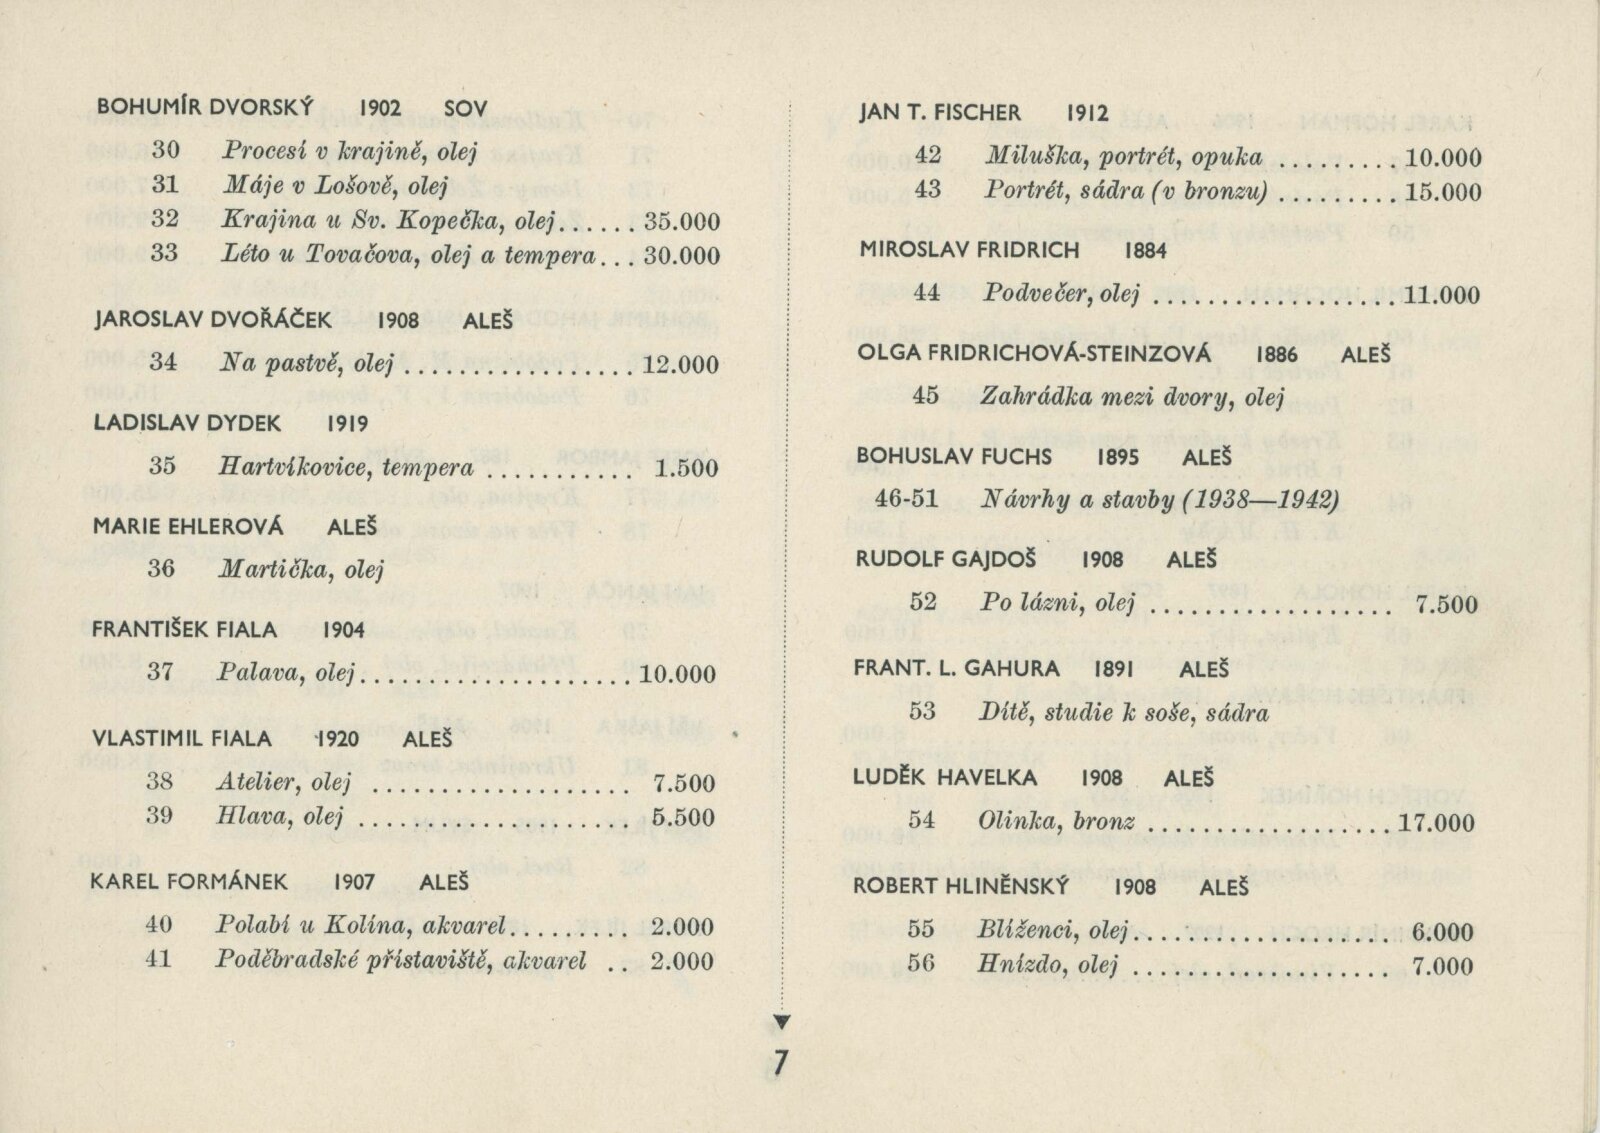 BOHUMÍR DVORSKÝ 1902 SOV
30 Procesí v krajině, olej
31 Máje v Lošově, olej
32 Krajina u Sv. Kopečka, olej...... 35.000
33 Léto u Tovačova, olej a tempera... 30.000
JAROSLAV DVOŘÁČEK 1908 ALEŠ
34 Na pastvě, olej ................. 12.000
LADISLAV DYDEK 1919
35 Hartvíkovice, tempera ........... 1.500
MARIE EHLEROVÁ ALEŠ
36 Martička, olej
FRANTIŠEK FIALA 1904
37 Palava, olej.................... 10.000
VLASTIMIL FIALA 1920 ALEŠ
38 Atelier, olej ................... 7.500
39 Hlava, olej .................... 5.500
KAREL FORMÁNEK 1907 ALEŠ
40 Polabí u Kolína, akvarel......... 2.000
41 Poděbradské přístaviště, akvarel .. 2.000
JAN T. FISCHER 1912
42 Miluška, portrét, opuka ......... 10.000
43 Portrét, sádra (v bronzu) ......... 15.000
MIROSLAV FRIDRICH 1884
44 Podvečer, olej .................. 11.000
OLGA FRIDRICHOVÁ-STEINZOVÁ 1886 ALEŠ
45 Zahrádka mezi dvory, olej
BOHUSLAV FUCHS 1895 ALEŠ
46-51 Návrhy a stavby (1938—1942)
RUDOLF GAJDOŠ 1908 ALEŠ
52 Po lázni, olej .................. 7.500
FRANT. L. GAHURA 1891 ALEŠ
53 Dítě, studie k soše, sádra
LUDĚK HAVELKA 1908 ALEŠ
54 Olinka, bronz .................. 17.000
ROBERT HLINĚNSKÝ 1908 ALEŠ
55 Blíženci, olej................... 6.000
56 Hnízdo, olej ................... 7.000
7